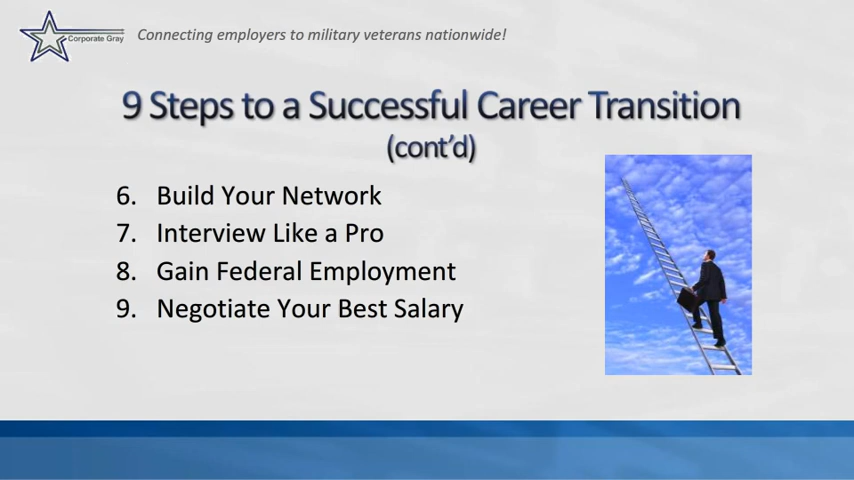 Corporate Gray
Connecting employers to military veterans nationwide!
9 Steps to a Successful Career Transition
(cont'd)
6. Build Your Network
7. Interview Like a Pro
8. Gain Federal Employment
9. Negotiate Your Best Salary